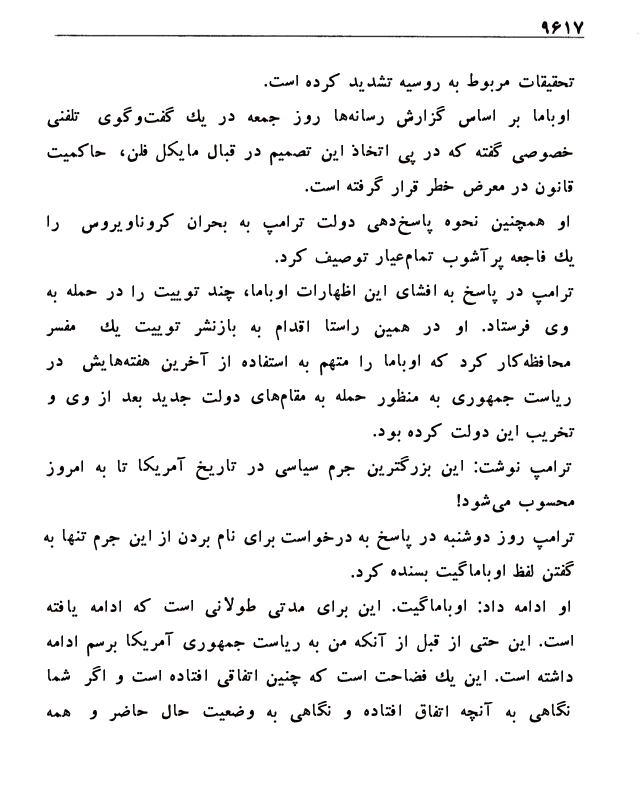 ۹۶۱۷
تحقیقات مربوط به روسیه تشدید کرده است.
اوباما بر اساس گزارش رسانه‌ها روز جمعه در یك گفت‌وگوی تلفنی
خصوصی گفته که در پی اتخاذ این تصمیم در قبال مایکل فلن، حاکمیت
قانون در معرض خطر قرار گرفته است.
او همچنین نحوه پاسخ‌دهی دولت ترامپ به بحران کروناویروس را
یك فاجعه پرآشوب تمام‌عیار توصیف کرد.
ترامپ در پاسخ به افشای این اظهارات اوباما، چند توییت را در حمله به
وی فرستاد. او در همین راستا اقدام به بازنشر توییت یك مفسر
محافظه‌کار کرد که اوباما را متهم به استفاده از آخرین هفته‌هایش در
ریاست جمهوری به منظور حمله به مقام‌های دولت جدید بعد از وی و
تخریب این دولت کرده بود.
ترامپ نوشت: این بزرگترین جرم سیاسی در تاریخ آمریکا تا به امروز
محسوب می‌شود!
ترامپ روز دوشنبه در پاسخ به درخواست برای نام بردن از این جرم تنها به
گفتن لفظ اوباماگیت بسنده کرد.
او ادامه داد: اوباماگیت. این برای مدتی طولانی است که ادامه یافته
است. این حتی از قبل از آنکه من به ریاست جمهوری آمریکا برسم ادامه
داشته است. این یك فضاحت است که چنین اتفاقی افتاده است و اگر شما
نگاهی به آنچه اتفاق افتاده و نگاهی به وضعیت حال حاضر و همه